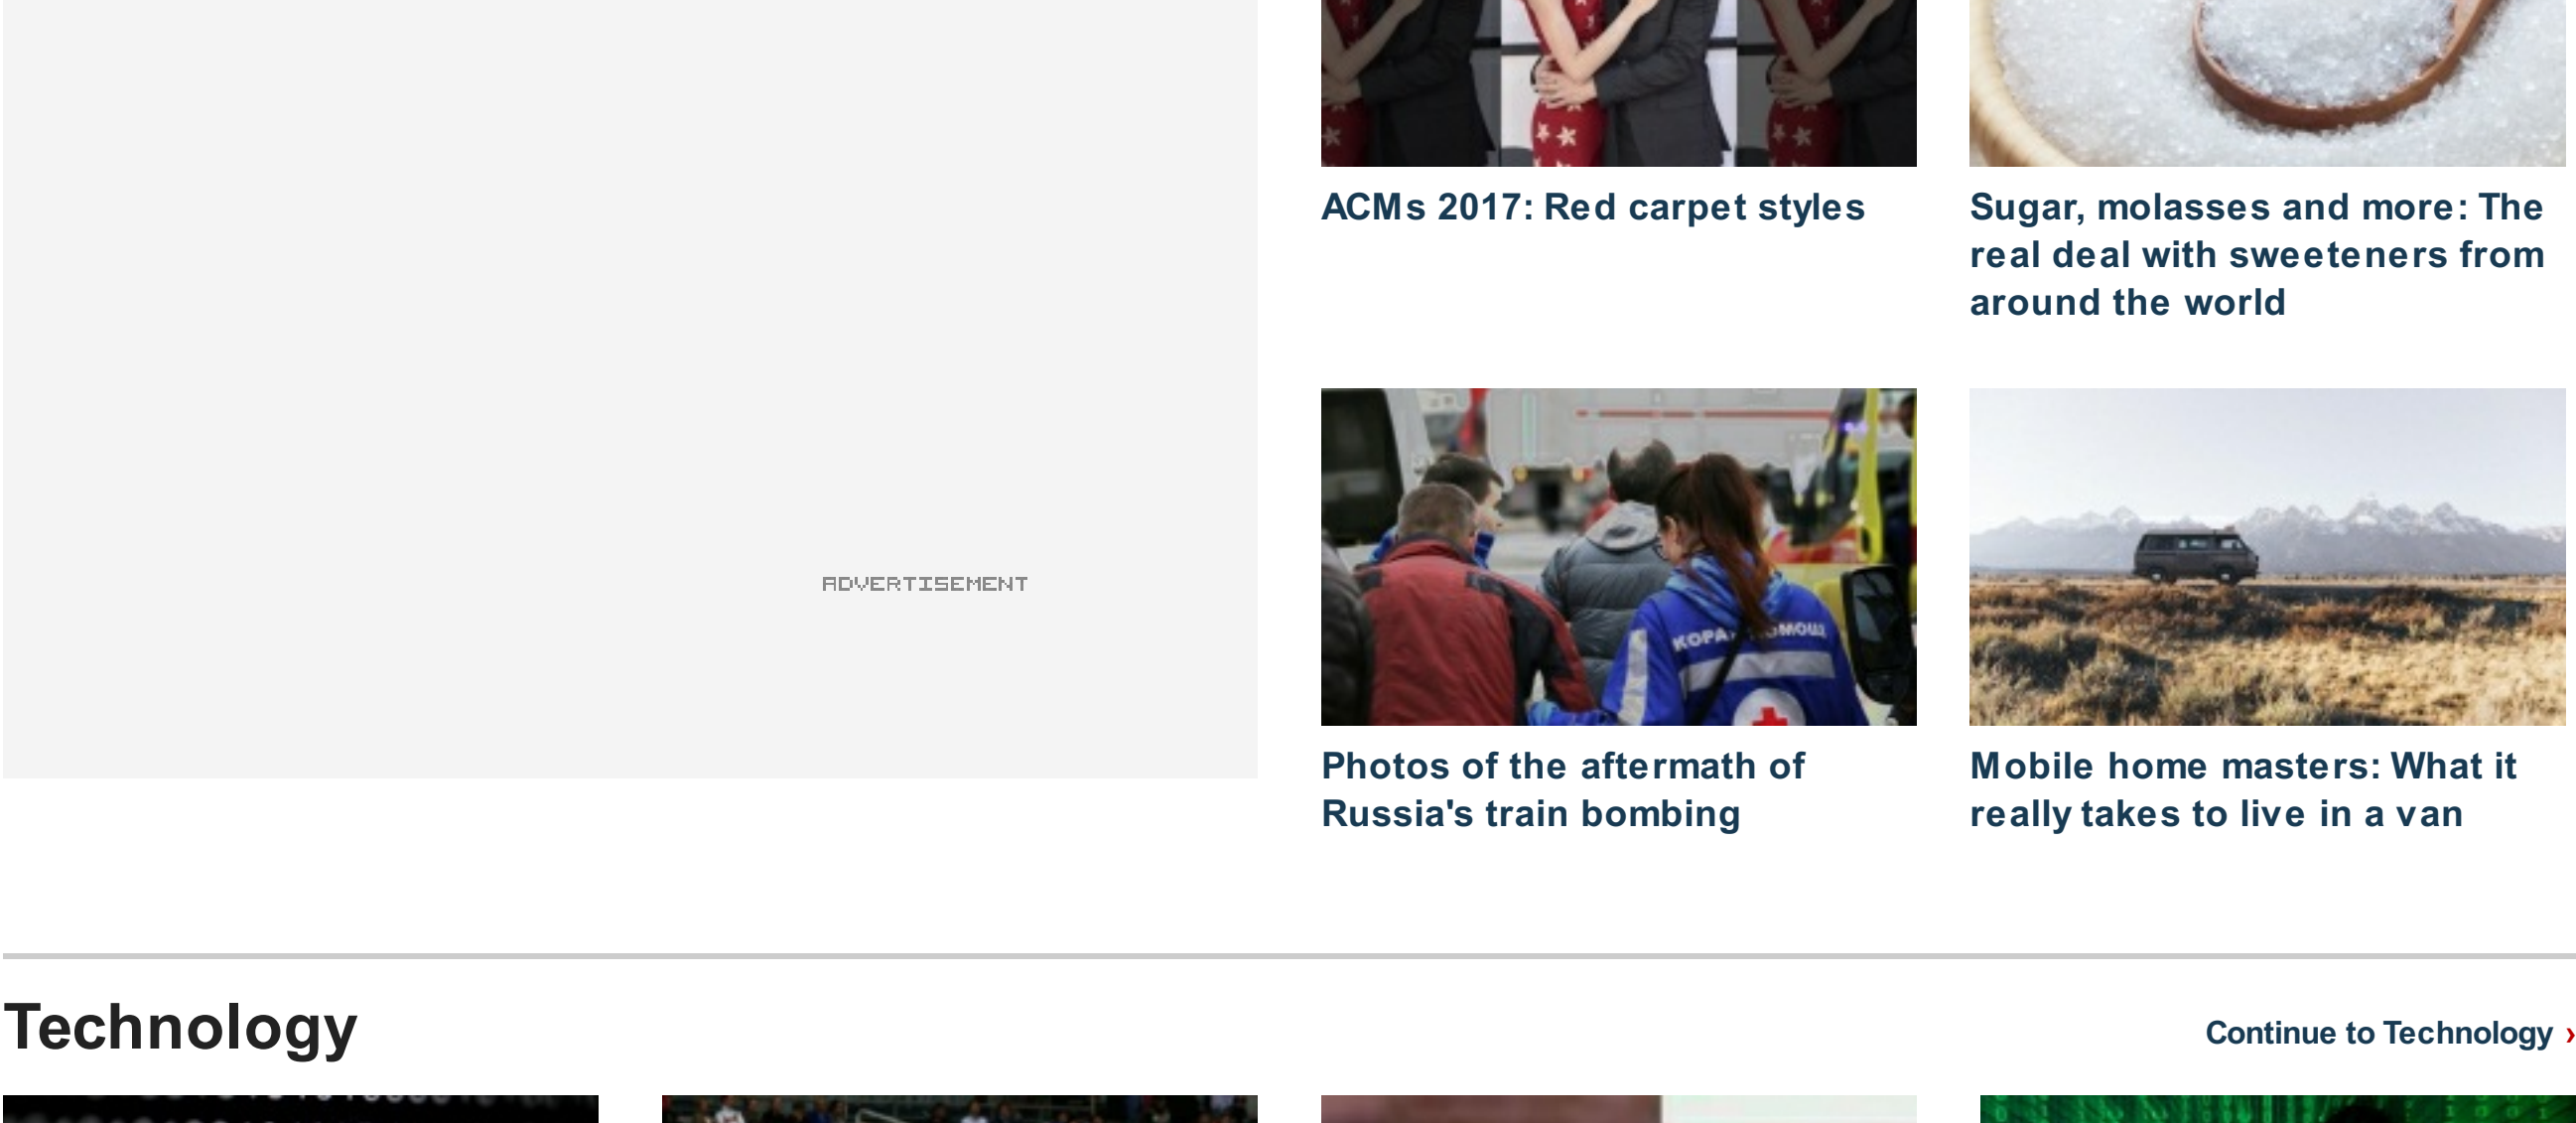 ACMs 2017: Red carpet styles
Sugar, molasses and more: The
real deal with sweeteners from
around the world
ADVERTISEMENT
КОРА
ПОМОЩ
Photos of the aftermath of
Russia's train bombing
Mobile home masters: What it
really takes to live in a van
Technology
Continue to Technology ›